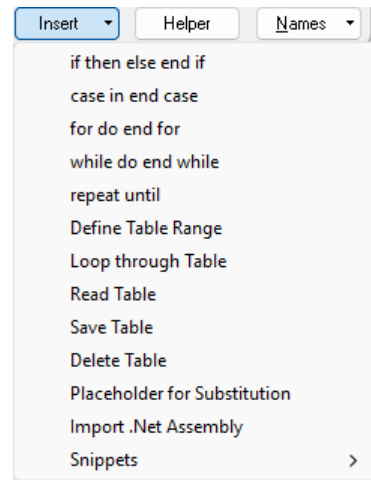 Insert Helper Names
if then else end if
case in end case
for do end for
while do end while
repeat until
Define Table Range
Loop through Table
Read Table
Save Table
Delete Table
Placeholder for Substitution
Import .Net Assembly
Snippets